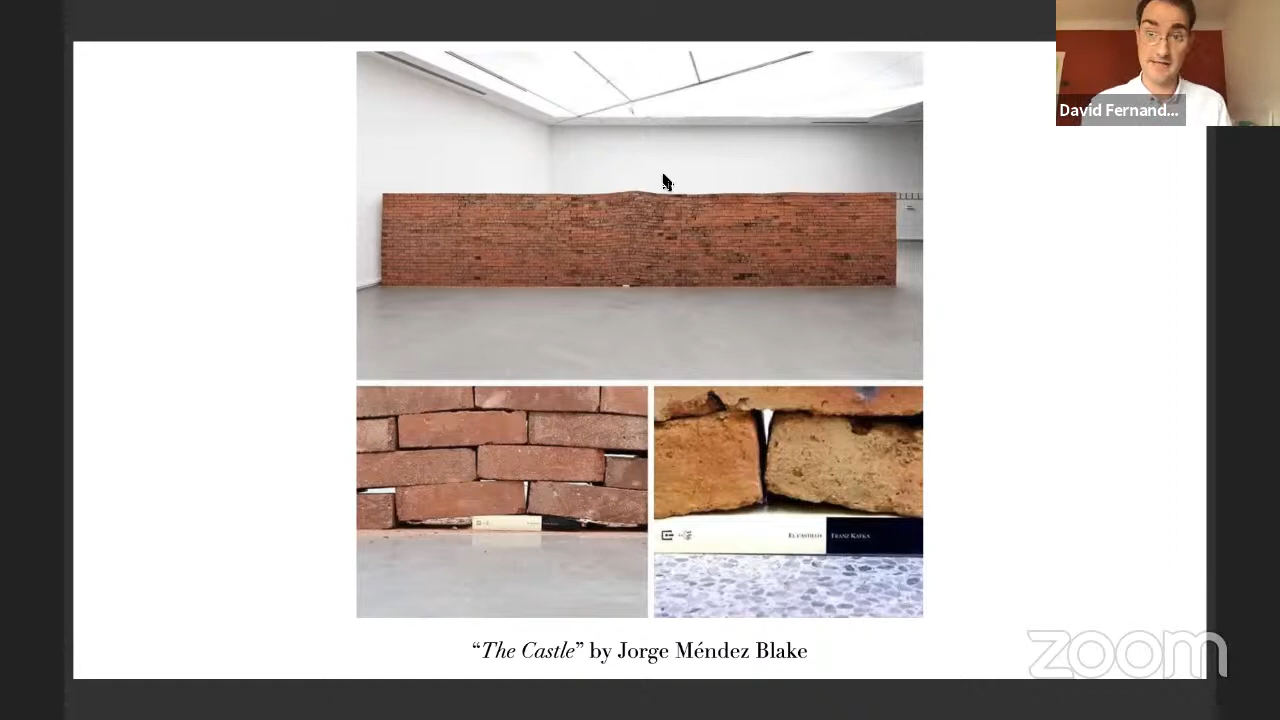 David Fernand...
EL CASTILLO FRANZ KAFKA
“The Castle” by Jorge Méndez Blake
zoom